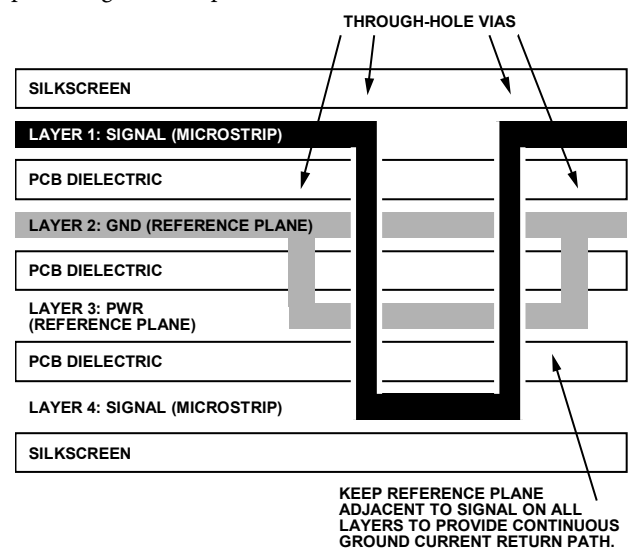 THROUGH-HOLE VIAS
SILKSCREEN
LAYER 1: SIGNAL (MICROSTRIP)
PCB DIELECTRIC
LAYER 2: GND (REFERENCE PLANE)
PCB DIELECTRIC
LAYER 3: PWR
(REFERENCE PLANE)
PCB DIELECTRIC
LAYER 4: SIGNAL (MICROSTRIP)
SILKSCREEN
KEEP REFERENCE PLANE
ADJACENT TO SIGNAL ON ALL
LAYERS TO PROVIDE CONTINUOUS
GROUND CURRENT RETURN PATH.